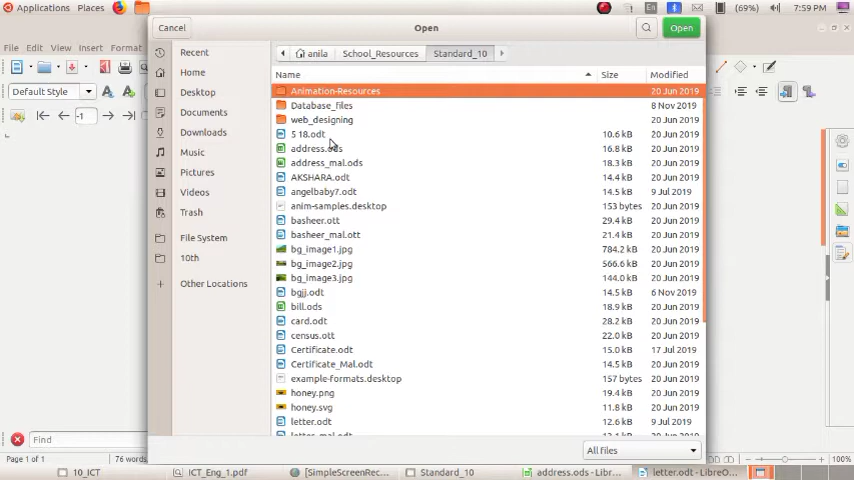 Applications Places En (69%) 7:59 PM
Cancel Open Open
File Edit View Insert Format
anila School_Resources Standard_10
Recent
Home
Desktop
Documents
Downloads
Music
Pictures
Videos
Trash
File System
10th
Other Locations
Default Style
-1
Name Size Modified
Animation-Resources 20 Jun 2019
Database_files 8 Nov 2019
web_designing 20 Jun 2019
5 18.odt 10.6 kB 20 Jun 2019
address.ods 16.8 kB 20 Jun 2019
address_mal.ods 18.3 kB 20 Jun 2019
AKSHARA.odt 14.4 kB 20 Jun 2019
angelbaby7.odt 14.5 kB 9 Jul 2019
anim-samples.desktop 153 bytes 20 Jun 2019
basheer.ott 29.4 kB 20 Jun 2019
basheer_mal.ott 21.4 kB 20 Jun 2019
bg_image1.jpg 784.2 kB 20 Jun 2019
bg_image2.jpg 566.6 kB 20 Jun 2019
bg_image3.jpg 144.0 kB 20 Jun 2019
bgjj.odt 14.5 kB 6 Nov 2019
bill.ods 18.9 kB 20 Jun 2019
card.odt 28.2 kB 20 Jun 2019
census.ott 22.0 kB 20 Jun 2019
Certificate.odt 15.0 kB 17 Jul 2019
Certificate_Mal.odt 14.5 kB 20 Jun 2019
example-formats.desktop 157 bytes 20 Jun 2019
honey.png 19.4 kB 20 Jun 2019
honey.svg 11.8 kB 20 Jun 2019
letter.odt 12.6 kB 9 Jul 2019
letter_mal.odt 20 Jun 2019
All files
Find
Page 1 of 1 76 words, 100%
10_ICT ICT_Eng_1.pdf [SimpleScreenRec... Standard_10 address.ods - Libr... letter.odt - LibreO...